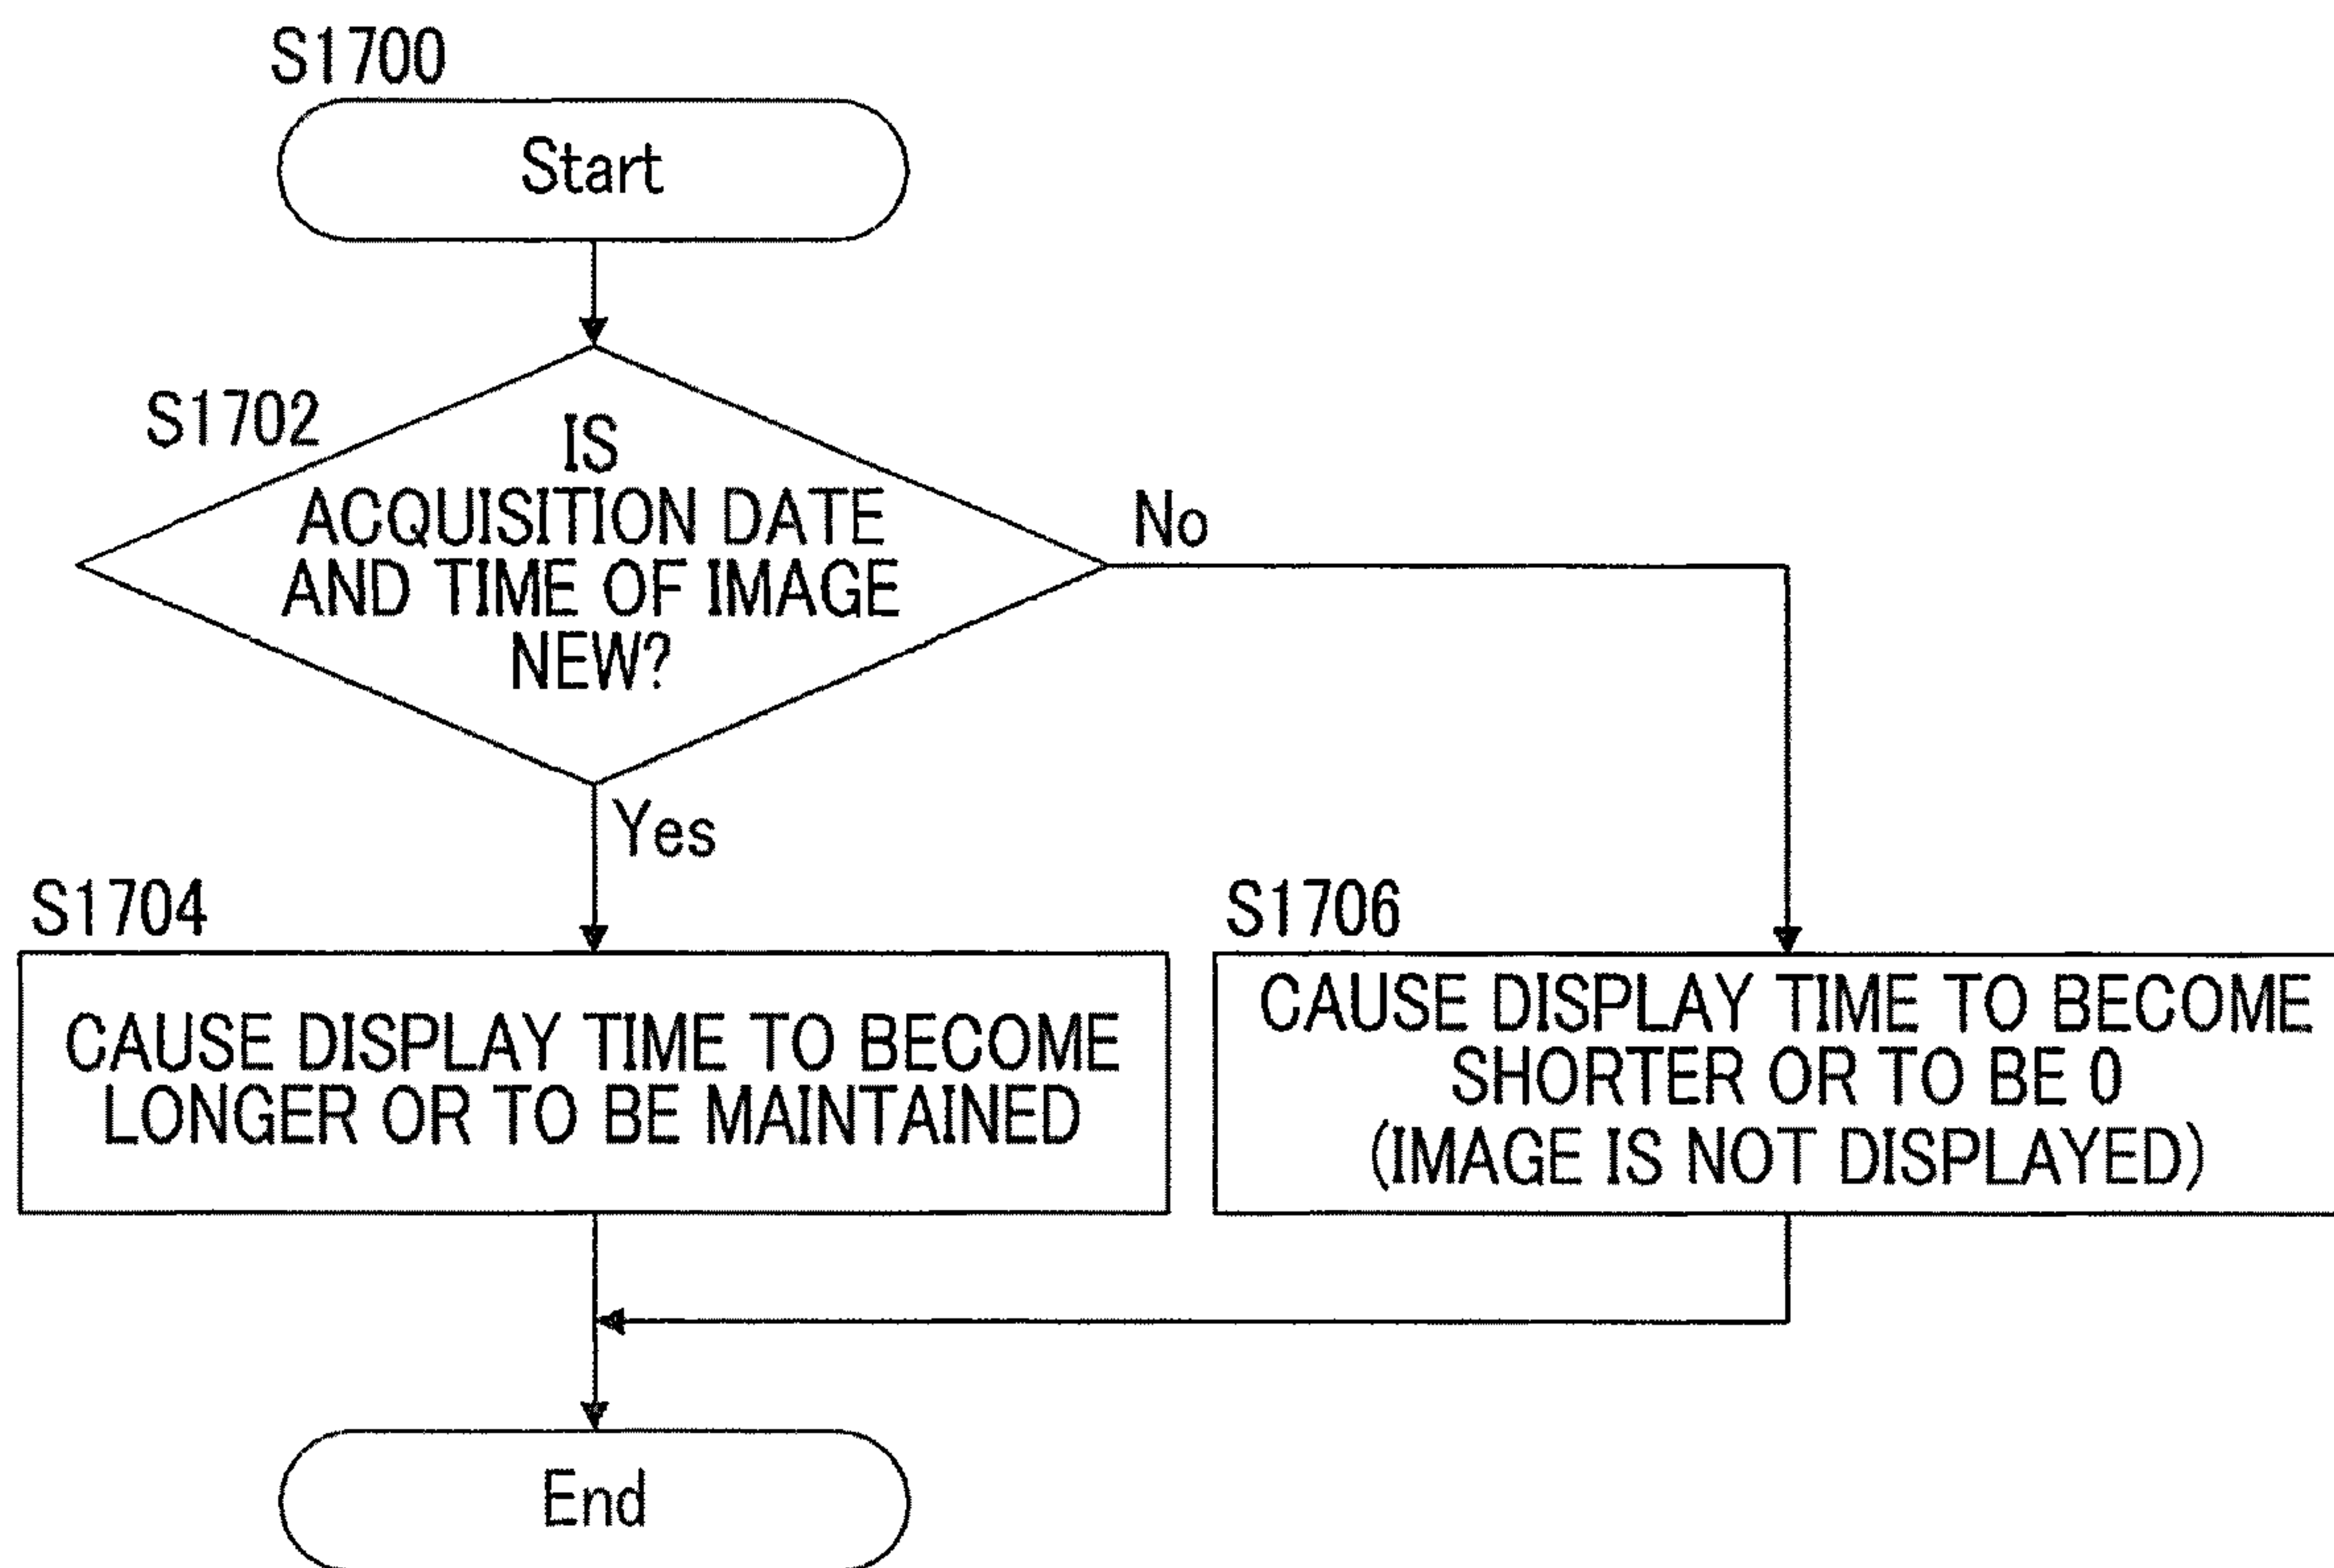 S1700
Start
S1702
IS
ACQUISITION DATE
AND TIME OF IMAGE
NEW?
No
Yes
S1704
CAUSE DISPLAY TIME TO BECOME
LONGER OR TO BE MAINTAINED
S1706
CAUSE DISPLAY TIME TO BECOME
SHORTER OR TO BE 0
(IMAGE IS NOT DISPLAYED)
End